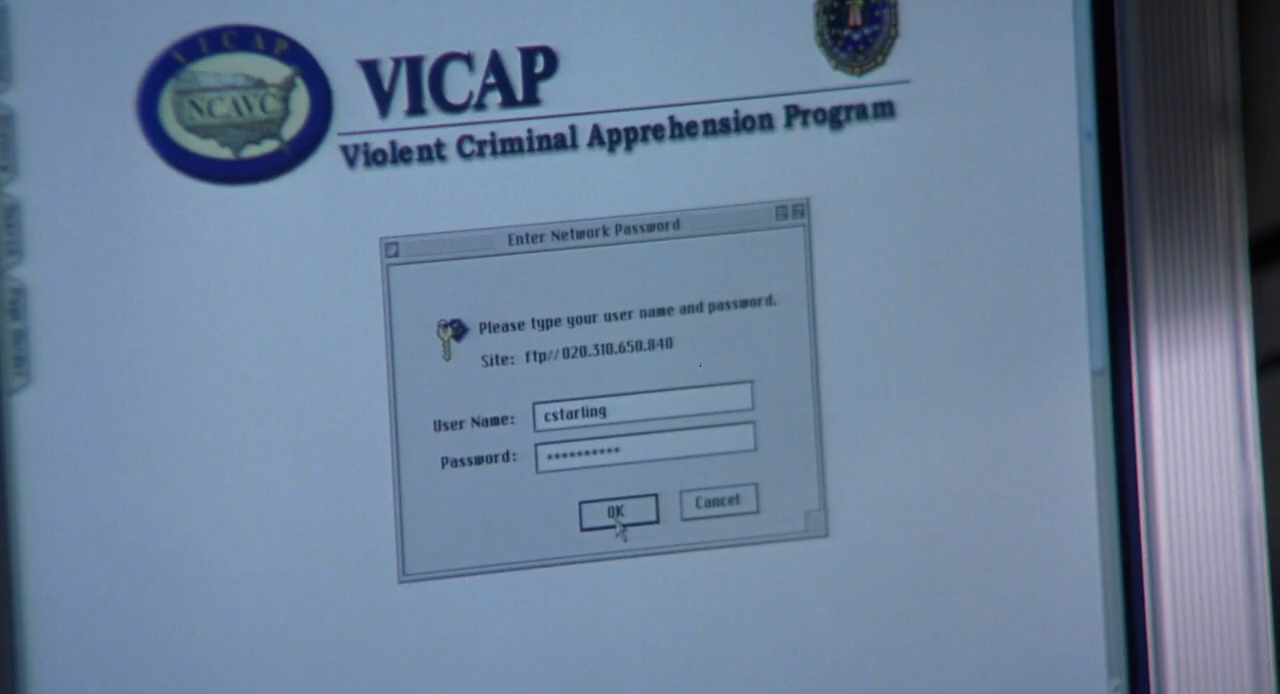 VICAP
NCAVC
VICAP
Violent Criminal Apprehension Program
Enter Network Password
Please type your user name and password.
Site: ftp//020.310.650.840
User Name: cstarling
Password: **********
OK
Cancel